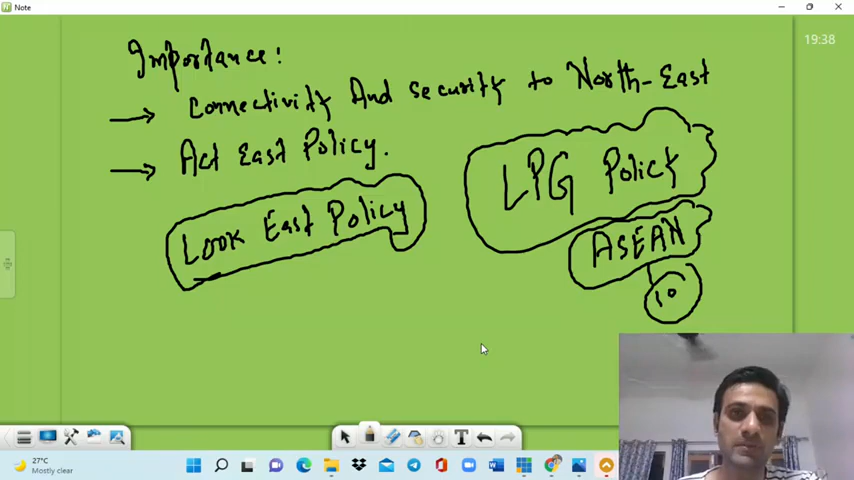 Note
19:38
Importance:
→ Connectivity And Security to North-East
→ Act East Policy.
LPG Policy
Look East Policy
ASEAN
10
27°C
Mostly clear